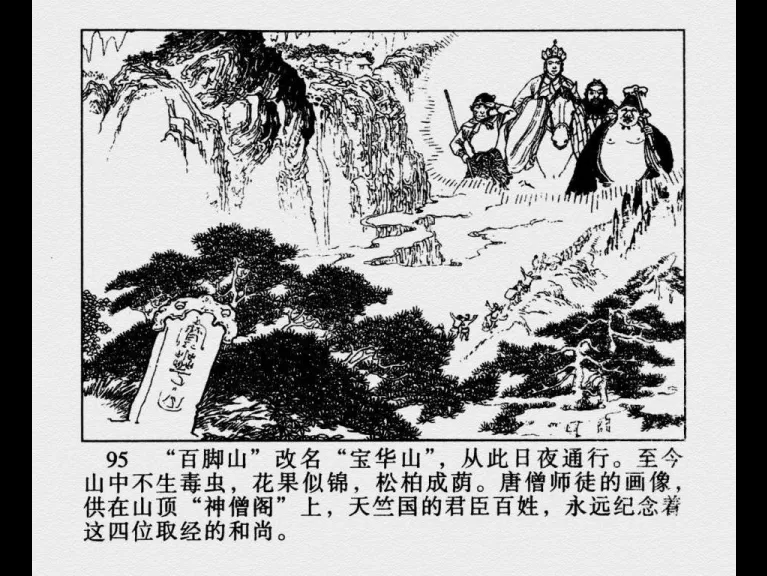 寶華山
95 “百脚山”改名“宝华山”，从此日夜通行。至今
山中不生毒虫，花果似锦，松柏成荫。唐僧师徒的画像，
供在山顶“神僧阁”上，天竺国的君臣百姓，永远纪念着
这四位取经的和尚。